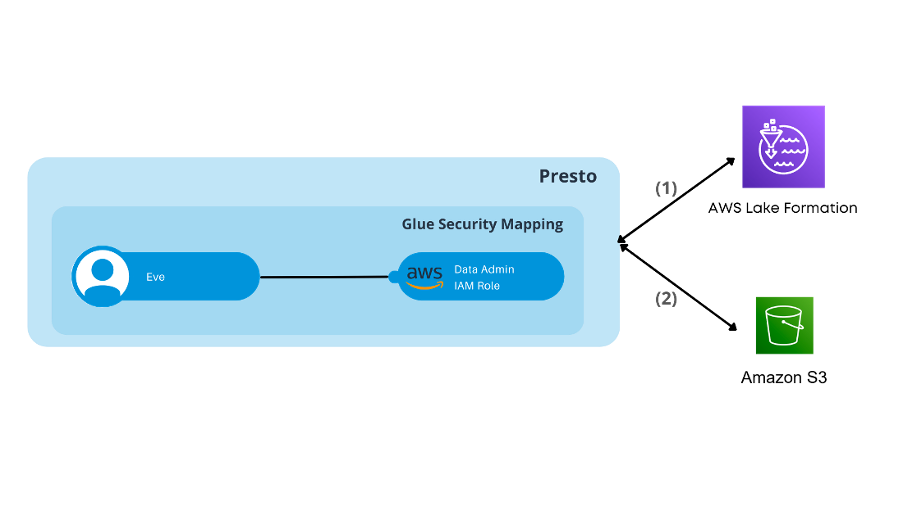 Presto
Glue Security Mapping
Eve
aws
Data Admin
IAM Role
(1)
AWS Lake Formation
(2)
Amazon S3